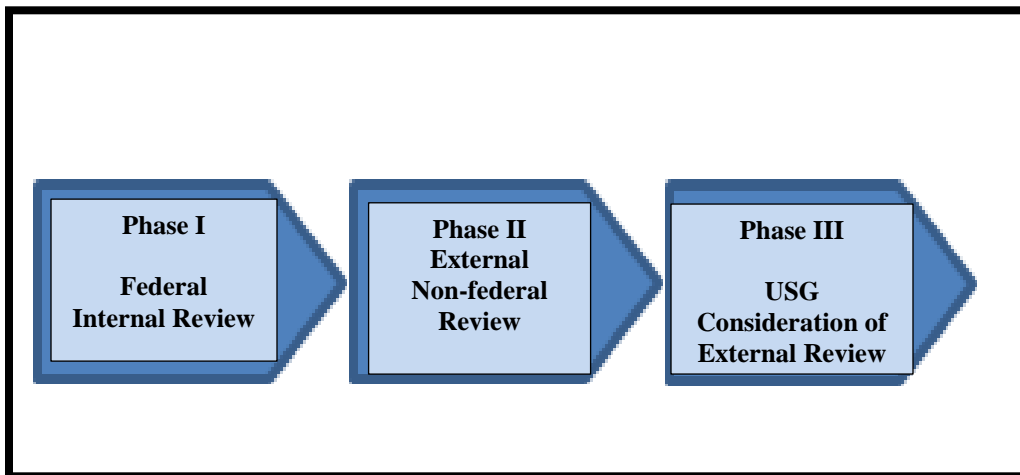 Phase I
Federal
Internal Review
Phase II
External
Non-federal
Review
Phase III
USG
Consideration of
External Review